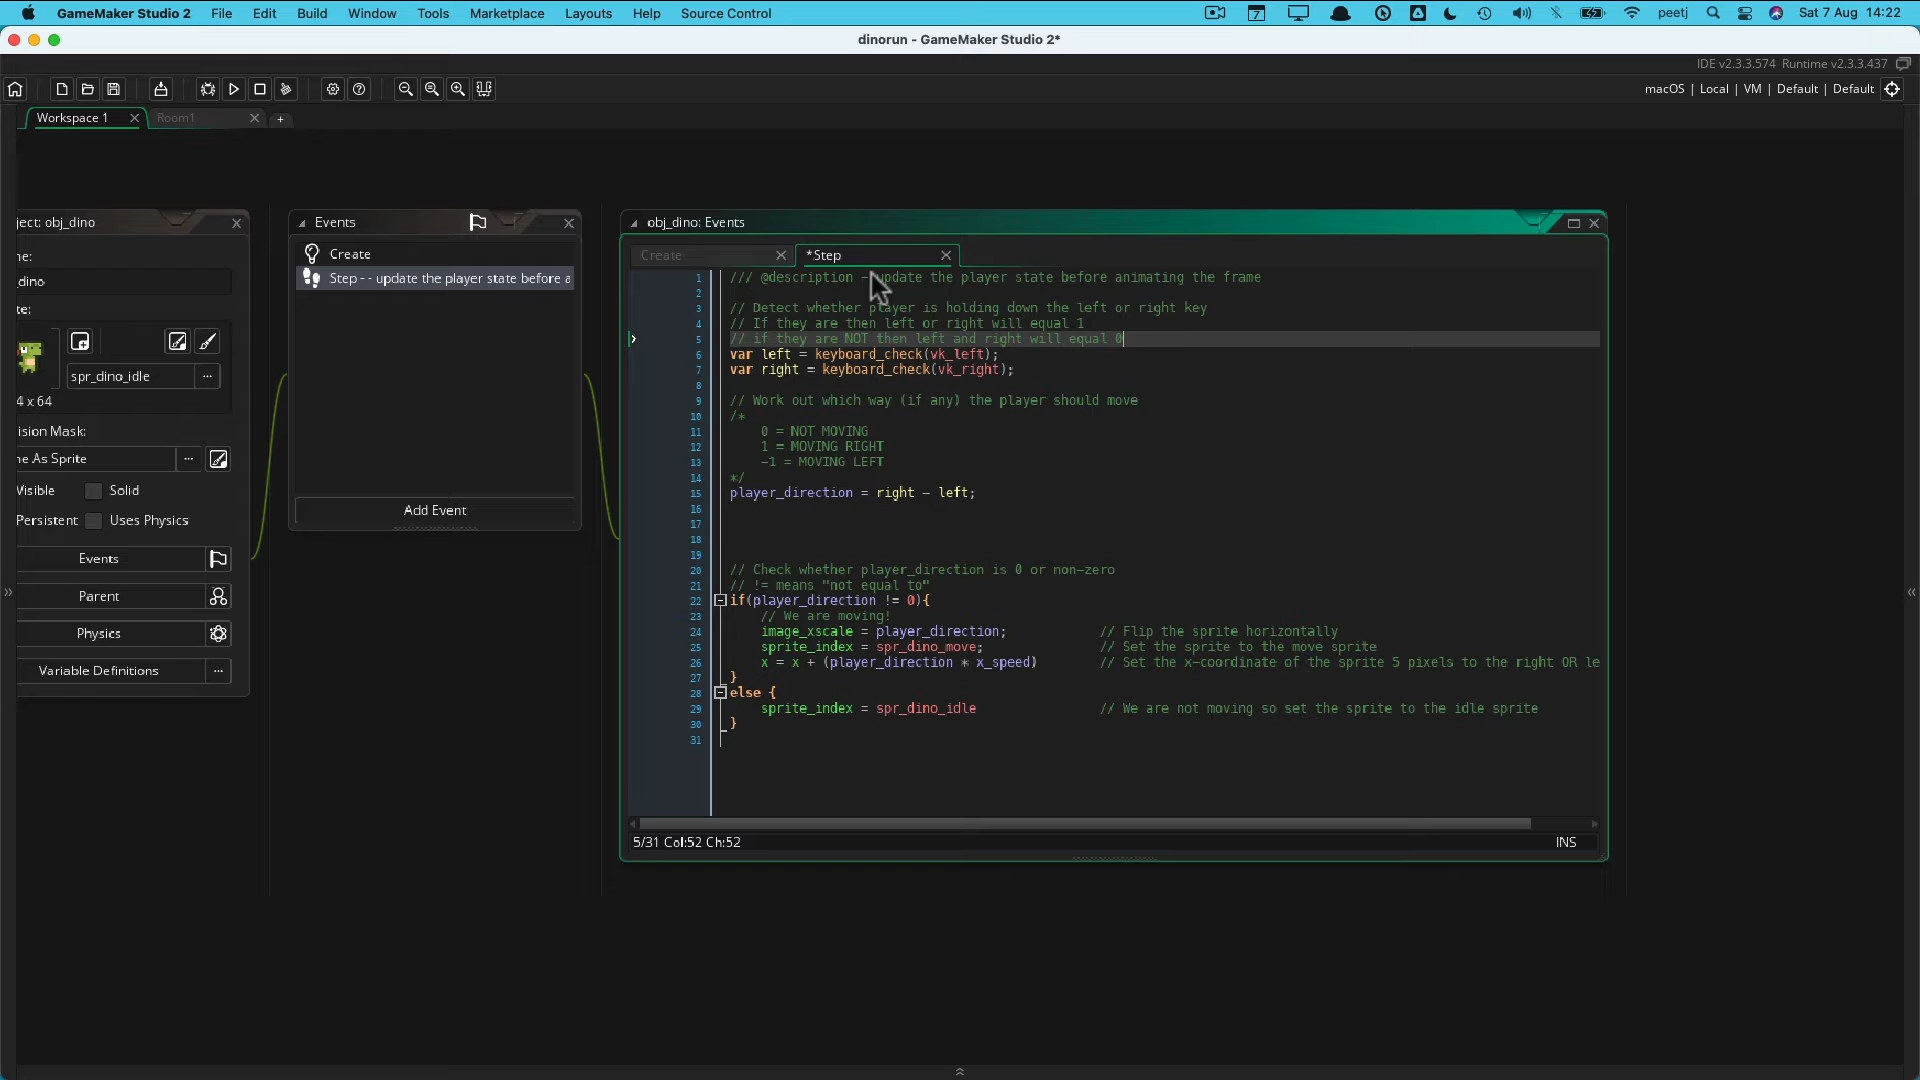 GameMaker Studio 2 File Edit Build Window Tools Marketplace Layouts Help Source Control 7 peetj Sat 7 Aug 14:22
dinorun - GameMaker Studio 2*
IDE v2.3.3.574 Runtime v2.3.3.437
macOS | Local | VM | Default | Default
Workspace 1 Room1 +
ject: obj_dino
ne:
_dino
te:
spr_dino_idle ...
4 x 64
ision Mask:
ne As Sprite ...
Visible Solid
Persistent Uses Physics
Events
Parent
Physics
Variable Definitions ...
Events
Create
Step - - update the player state before a
Add Event
obj_dino: Events
Create *Step
1 /// @description - update the player state before animating the frame
2
3 // Detect whether player is holding down the left or right key
4 // If they are then left or right will equal 1
5 // if they are NOT then left and right will equal 0
6 var left = keyboard_check(vk_left);
7 var right = keyboard_check(vk_right);
8
9 // Work out which way (if any) the player should move
10 /*
11 0 = NOT MOVING
12 1 = MOVING RIGHT
13 -1 = MOVING LEFT
14 */
15 player_direction = right - left;
16
17
18
19
20 // Check whether player_direction is 0 or non-zero
21 // != means "not equal to"
22 if(player_direction != 0){
23 // We are moving!
24 image_xscale = player_direction; // Flip the sprite horizontally
25 sprite_index = spr_dino_move; // Set the sprite to the move sprite
26 x = x + (player_direction * x_speed) // Set the x-coordinate of the sprite 5 pixels to the right OR le
27 }
28 else {
29 sprite_index = spr_dino_idle // We are not moving so set the sprite to the idle sprite
30 }
31
5/31 Col:52 Ch:52 INS